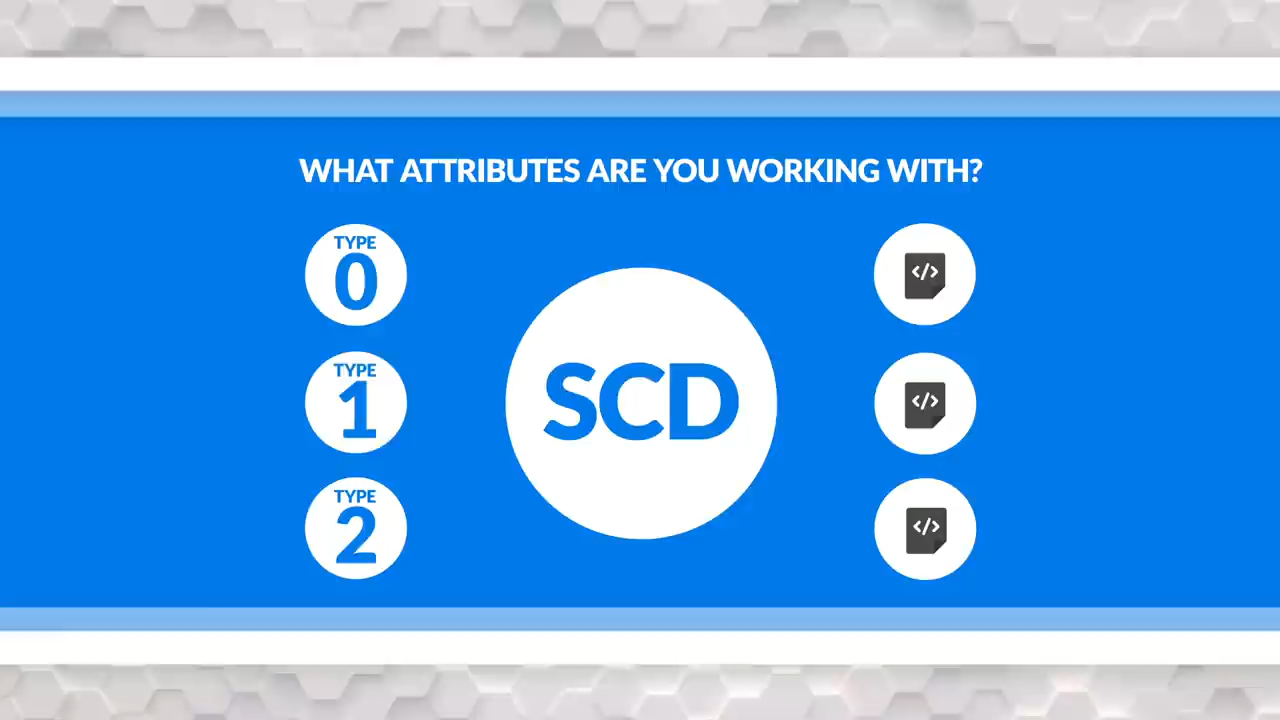 WHAT ATTRIBUTES ARE YOU WORKING WITH?
TYPE
0
TYPE
1
TYPE
2
SCD
</>
</>
</>